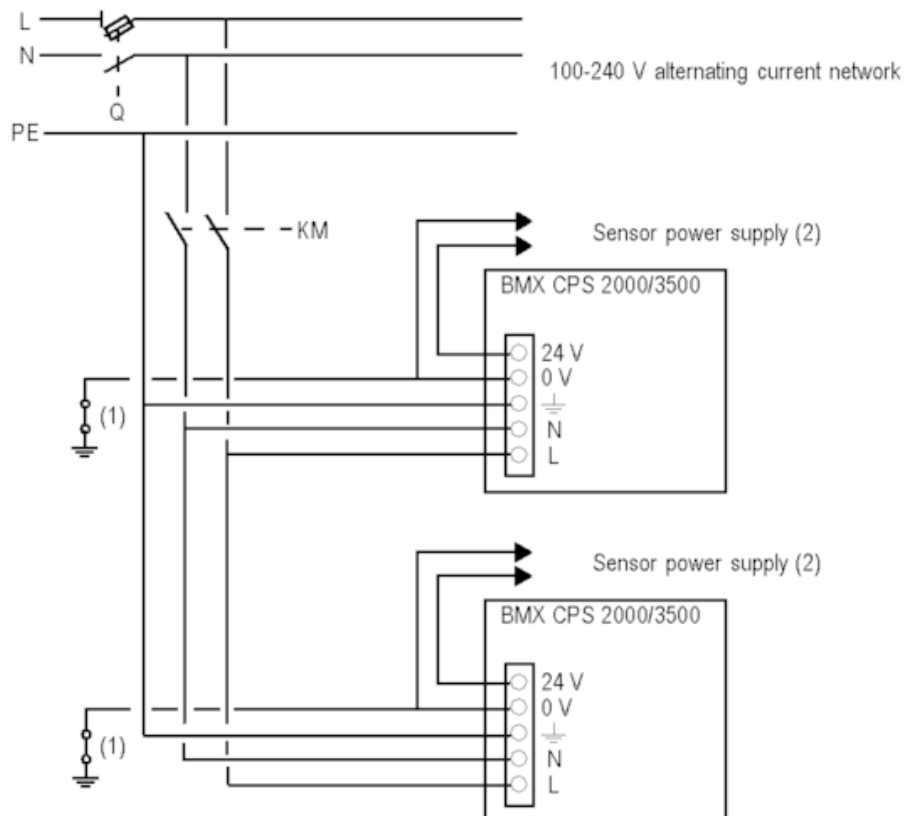 L
N
100-240 V alternating current network
Q
PE
KM
Sensor power supply (2)
BMX CPS 2000/3500
24 V
0 V
(1)
N
L
Sensor power supply (2)
BMX CPS 2000/3500
24 V
0 V
(1)
N
L